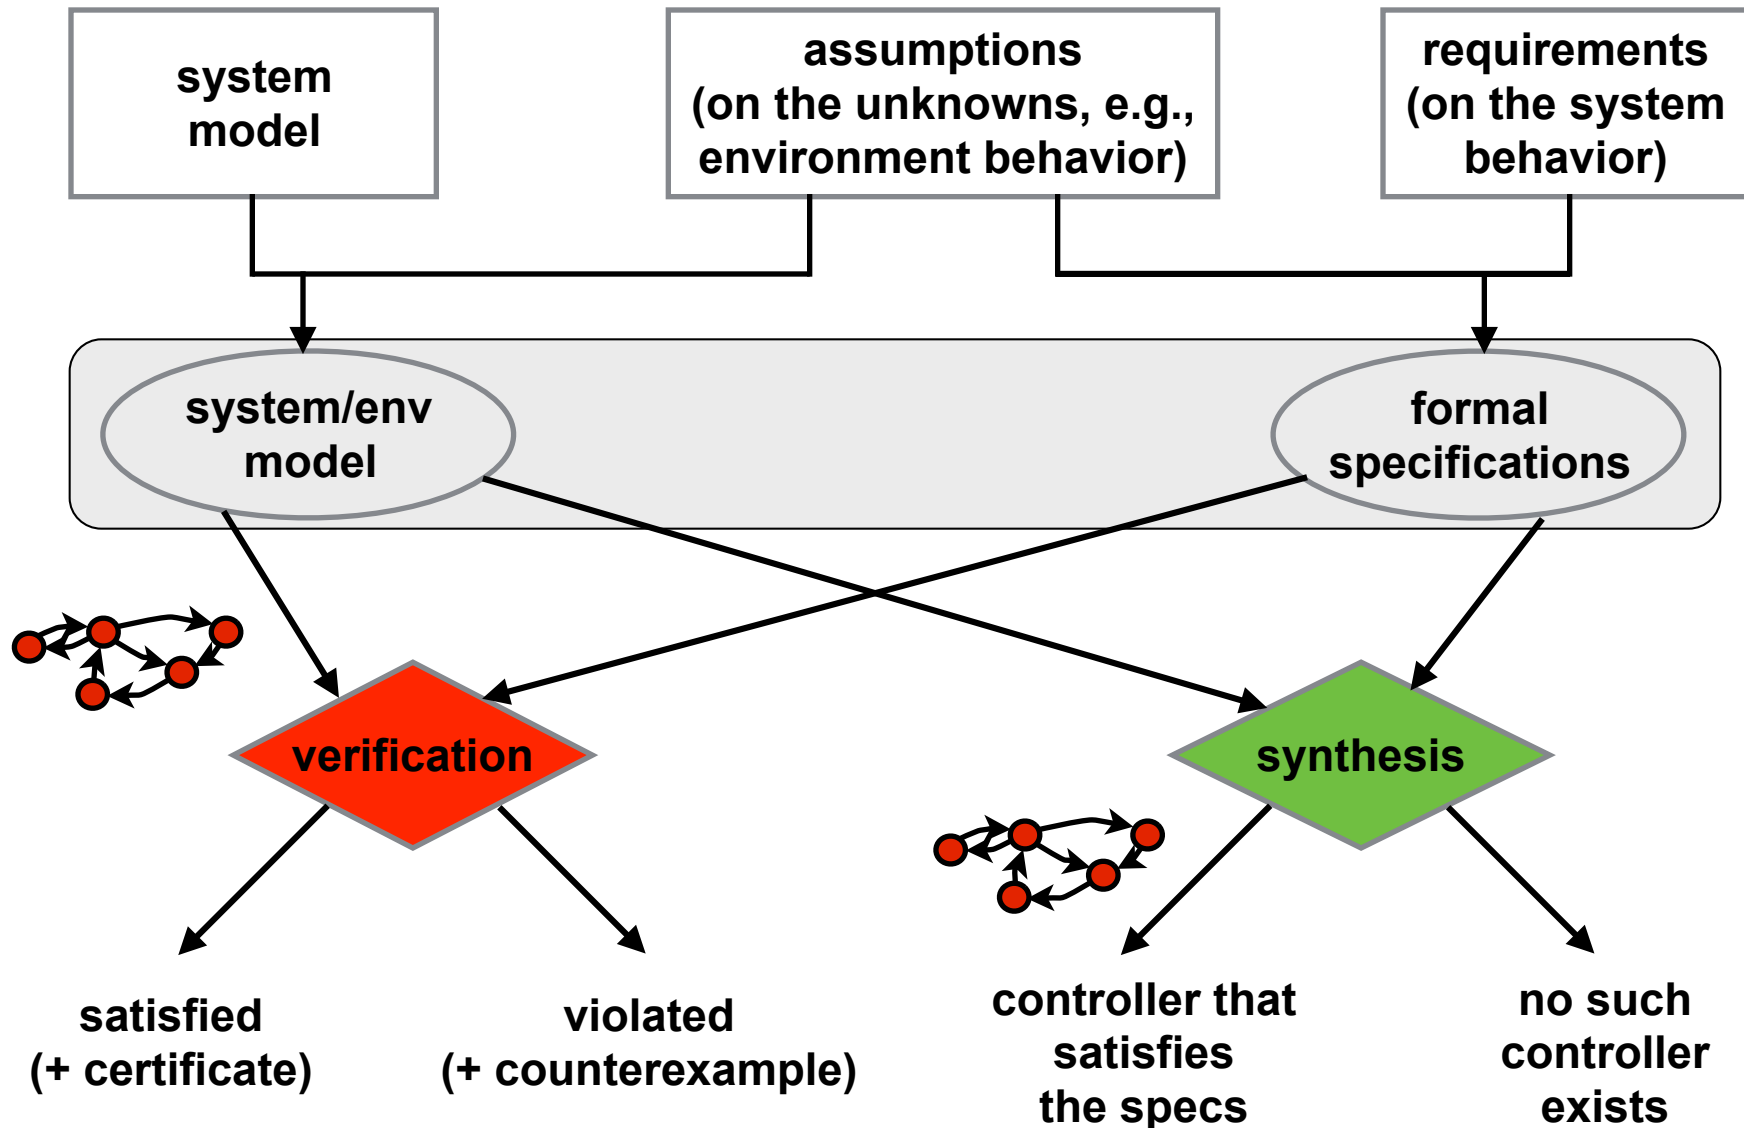 system
model
assumptions
(on the unknowns, e.g.,
environment behavior)
requirements
(on the system
behavior)
system/env
model
formal
specifications
verification
synthesis
satisfied
(+ certificate)
violated
(+ counterexample)
controller that
satisfies
the specs
no such
controller
exists